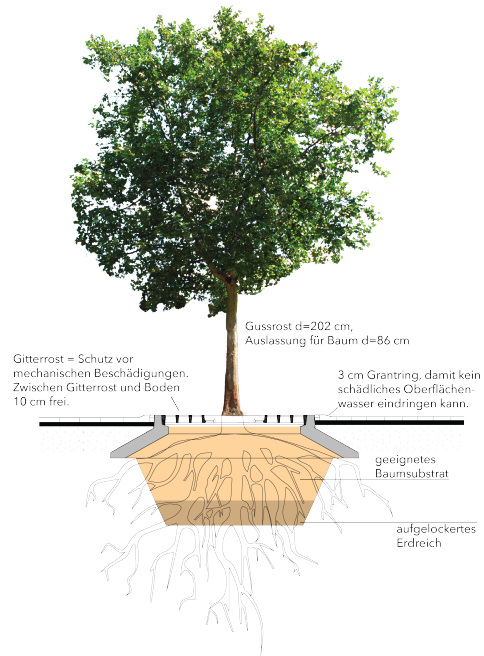 Gussrost d=202 cm,
Auslassung für Baum d=86 cm
Gitterrost = Schutz vor
mechanischen Beschädigungen.
Zwischen Gitterrost und Boden
10 cm frei.
3 cm Grantring, damit kein
schädliches Oberflächen-
wasser eindringen kann.
geeignetes
Baumsubstrat
aufgelockertes
Erdreich